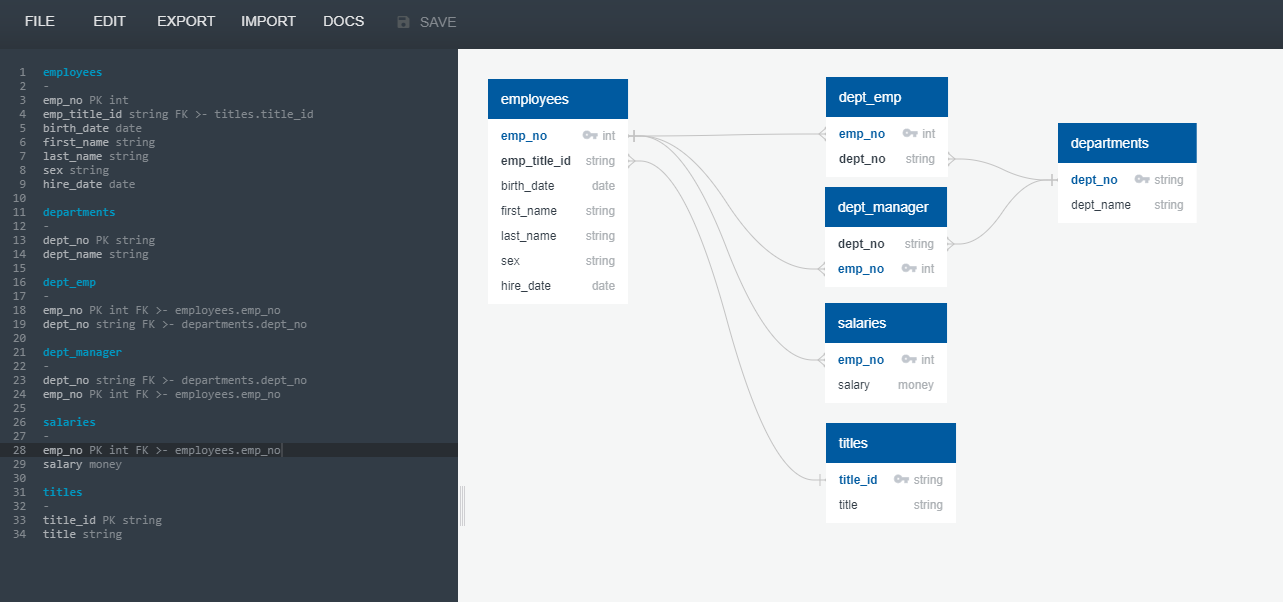 FILE EDIT EXPORT IMPORT DOCS SAVE
1 employees
2 -
3 emp_no PK int
4 emp_title_id string FK >- titles.title_id
5 birth_date date
6 first_name string
7 last_name string
8 sex string
9 hire_date date
10
11 departments
12 -
13 dept_no PK string
14 dept_name string
15
16 dept_emp
17 -
18 emp_no PK int FK >- employees.emp_no
19 dept_no string FK >- departments.dept_no
20
21 dept_manager
22 -
23 dept_no string FK >- departments.dept_no
24 emp_no PK int FK >- employees.emp_no
25
26 salaries
27 -
28 emp_no PK int FK >- employees.emp_no
29 salary money
30
31 titles
32 -
33 title_id PK string
34 title string
employees
emp_no int
emp_title_id string
birth_date date
first_name string
last_name string
sex string
hire_date date
dept_emp
emp_no int
dept_no string
dept_manager
dept_no string
emp_no int
salaries
emp_no int
salary money
titles
title_id string
title string
departments
dept_no string
dept_name string